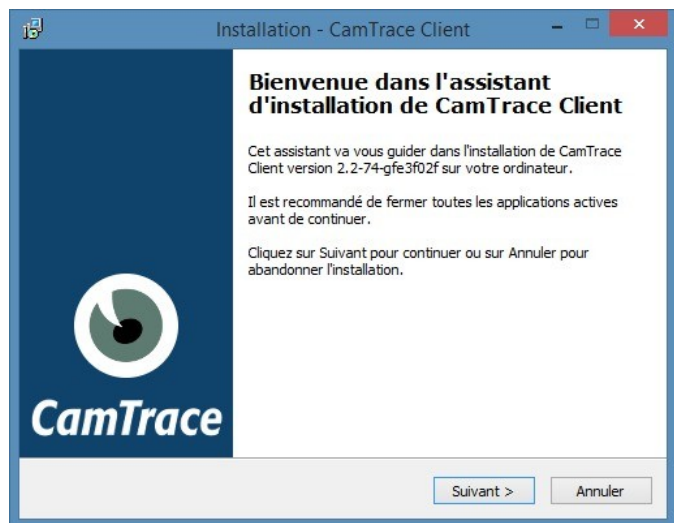 Installation - CamTrace Client
Bienvenue dans l'assistant
d'installation de CamTrace Client
Cet assistant va vous guider dans l'installation de CamTrace
Client version 2.2-74-gfe3f02f sur votre ordinateur.
Il est recommandé de fermer toutes les applications actives
avant de continuer.
Cliquez sur Suivant pour continuer ou sur Annuler pour
abandonner l'installation.
CamTrace
Suivant >
Annuler